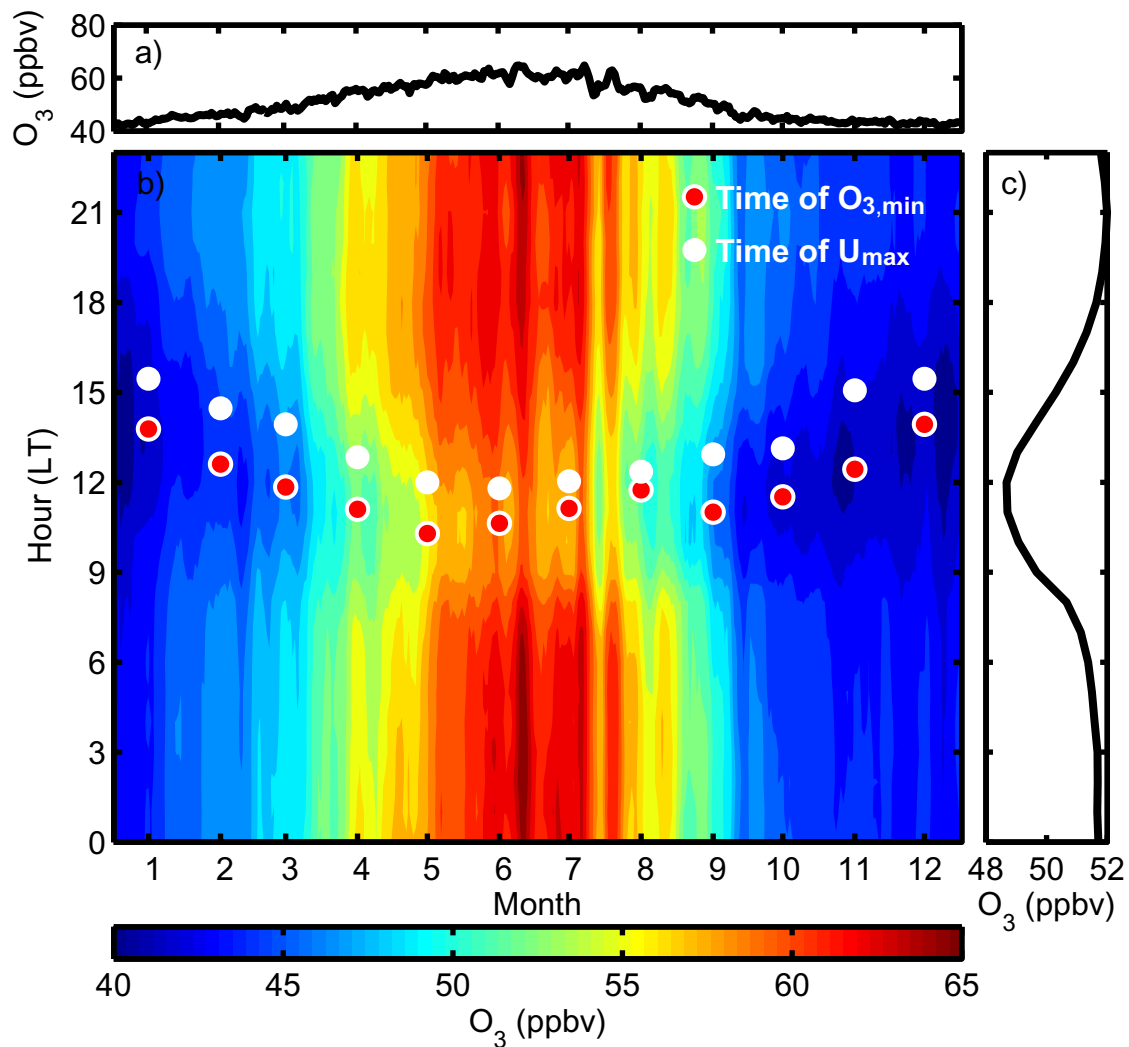 80
60
40
O3 (ppbv)
a)
b)
c)
Time of O3,min
Time of Umax
21
18
15
12
9
6
3
0
Hour (LT)
1 2 3 4 5 6 7 8 9 10 11 12
Month
48 50 52
O3 (ppbv)
40 45 50 55 60 65
O3 (ppbv)